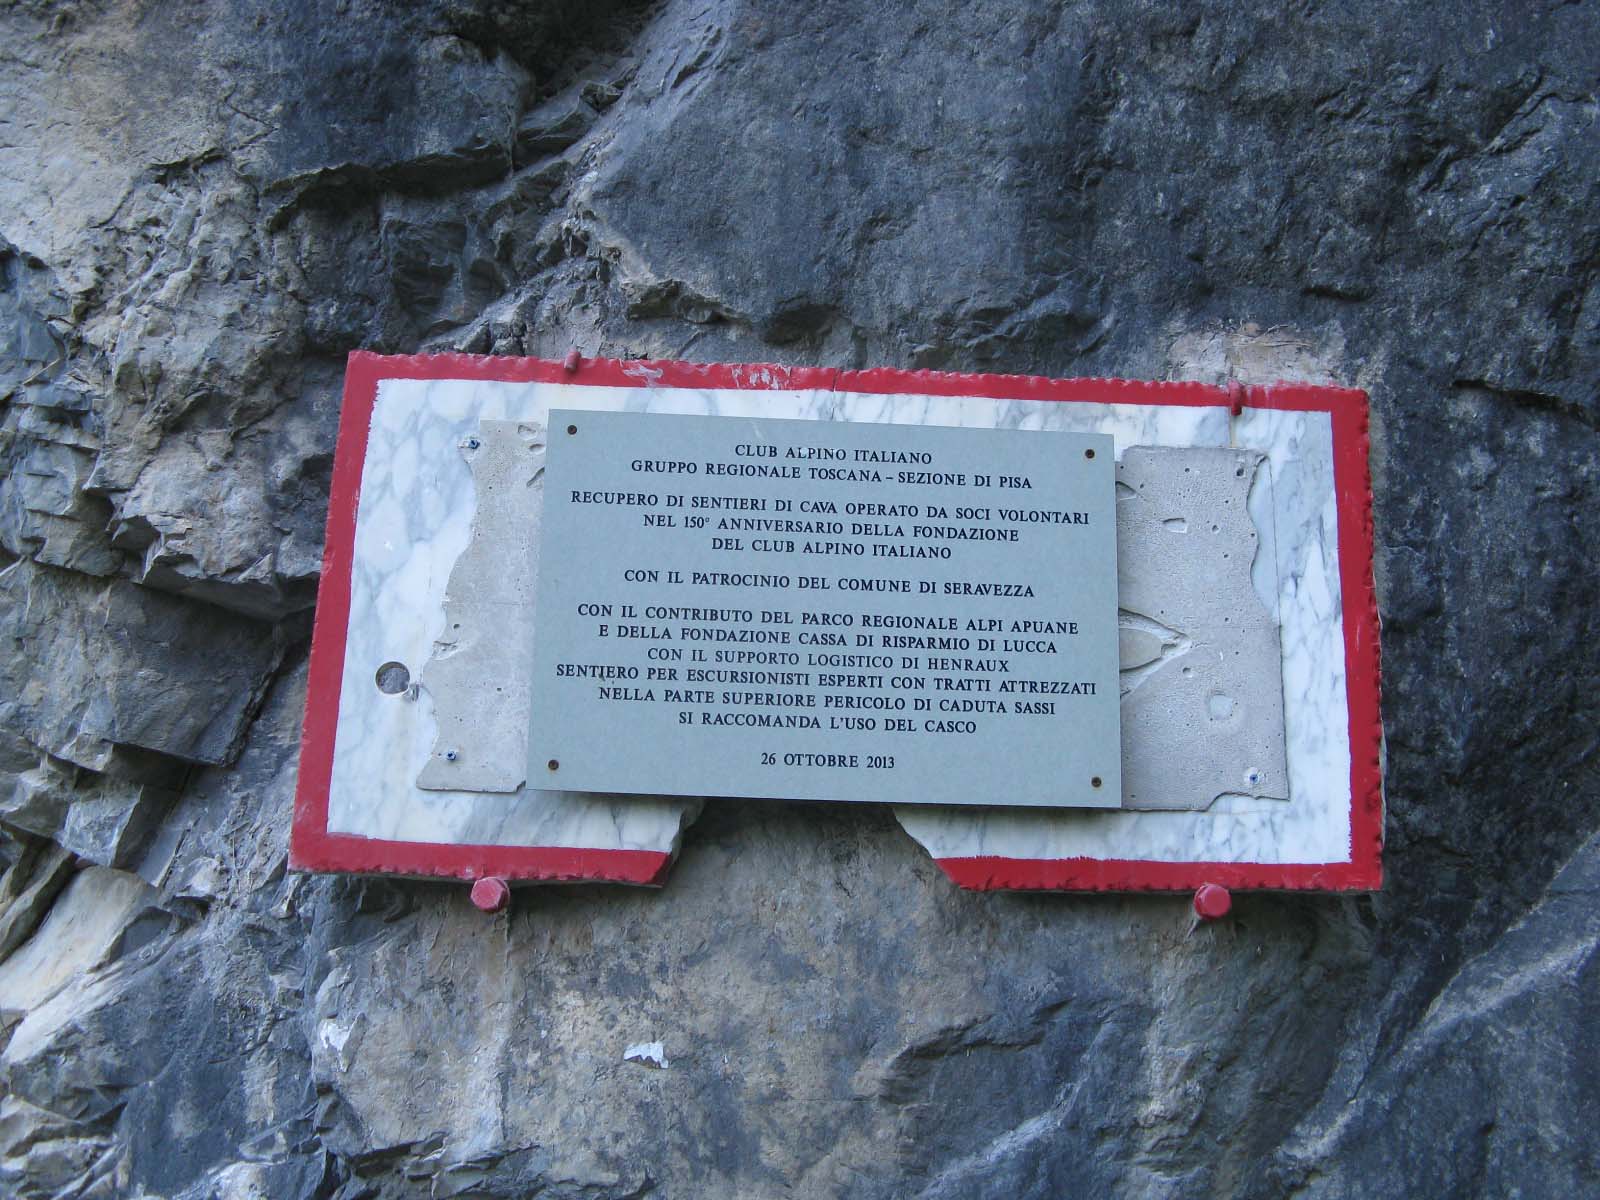 CLUB ALPINO ITALIANO
GRUPPO REGIONALE TOSCANA – SEZIONE DI PISA
RECUPERO DI SENTIERI DI CAVA OPERATO DA SOCI VOLONTARI
NEL 150° ANNIVERSARIO DELLA FONDAZIONE
DEL CLUB ALPINO ITALIANO
CON IL PATROCINIO DEL COMUNE DI SERAVEZZA
CON IL CONTRIBUTO DEL PARCO REGIONALE ALPI APUANE
E DELLA FONDAZIONE CASSA DI RISPARMIO DI LUCCA
CON IL SUPPORTO LOGISTICO DI HENRAUX
SENTIERO PER ESCURSIONISTI ESPERTI CON TRATTI ATTREZZATI
NELLA PARTE SUPERIORE PERICOLO DI CADUTA SASSI
SI RACCOMANDA L'USO DEL CASCO
26 OTTOBRE 2013